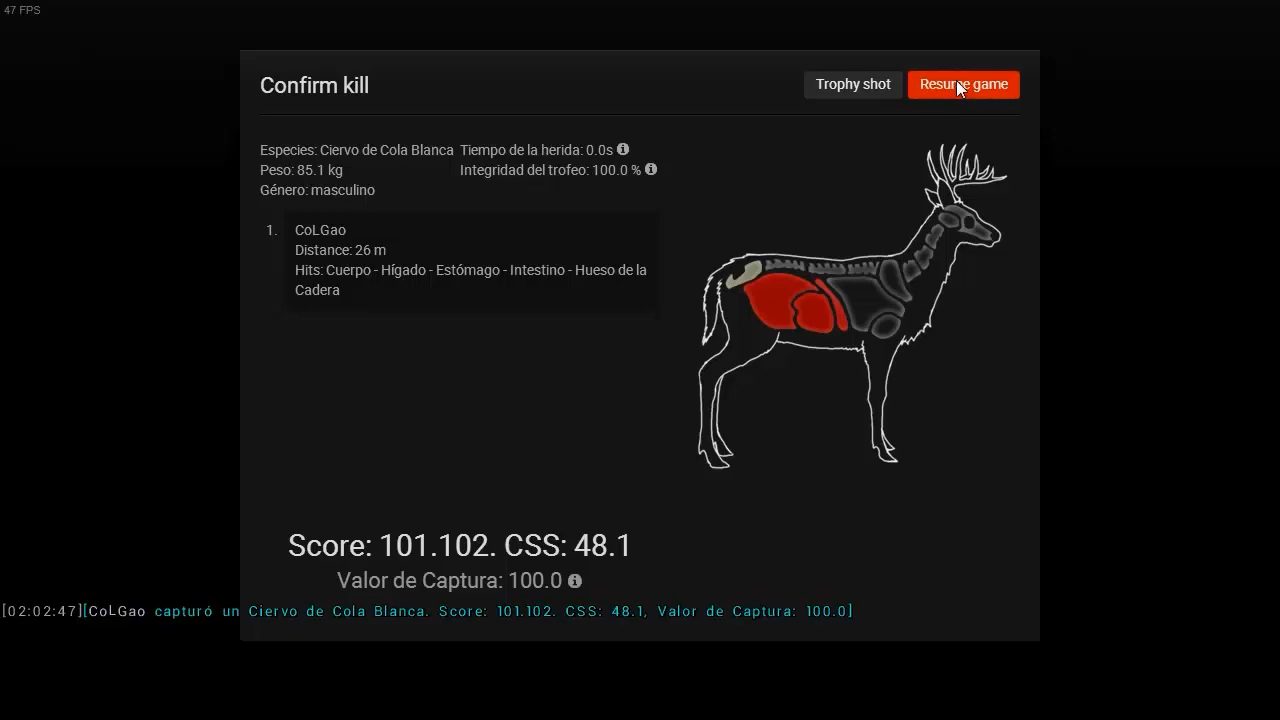 47 FPS
Confirm kill
Trophy shot
Resume game
Especies: Ciervo de Cola Blanca
Tiempo de la herida: 0.0s
Peso: 85.1 kg
Integridad del trofeo: 100.0 %
Género: masculino
1. CoLGao
Distance: 26 m
Hits: Cuerpo - Hígado - Estómago - Intestino - Hueso de la
Cadera
Score: 101.102. CSS: 48.1
Valor de Captura: 100.0
[02:02:47][CoLGao capturó un Ciervo de Cola Blanca. Score: 101.102. CSS: 48.1, Valor de Captura: 100.0]